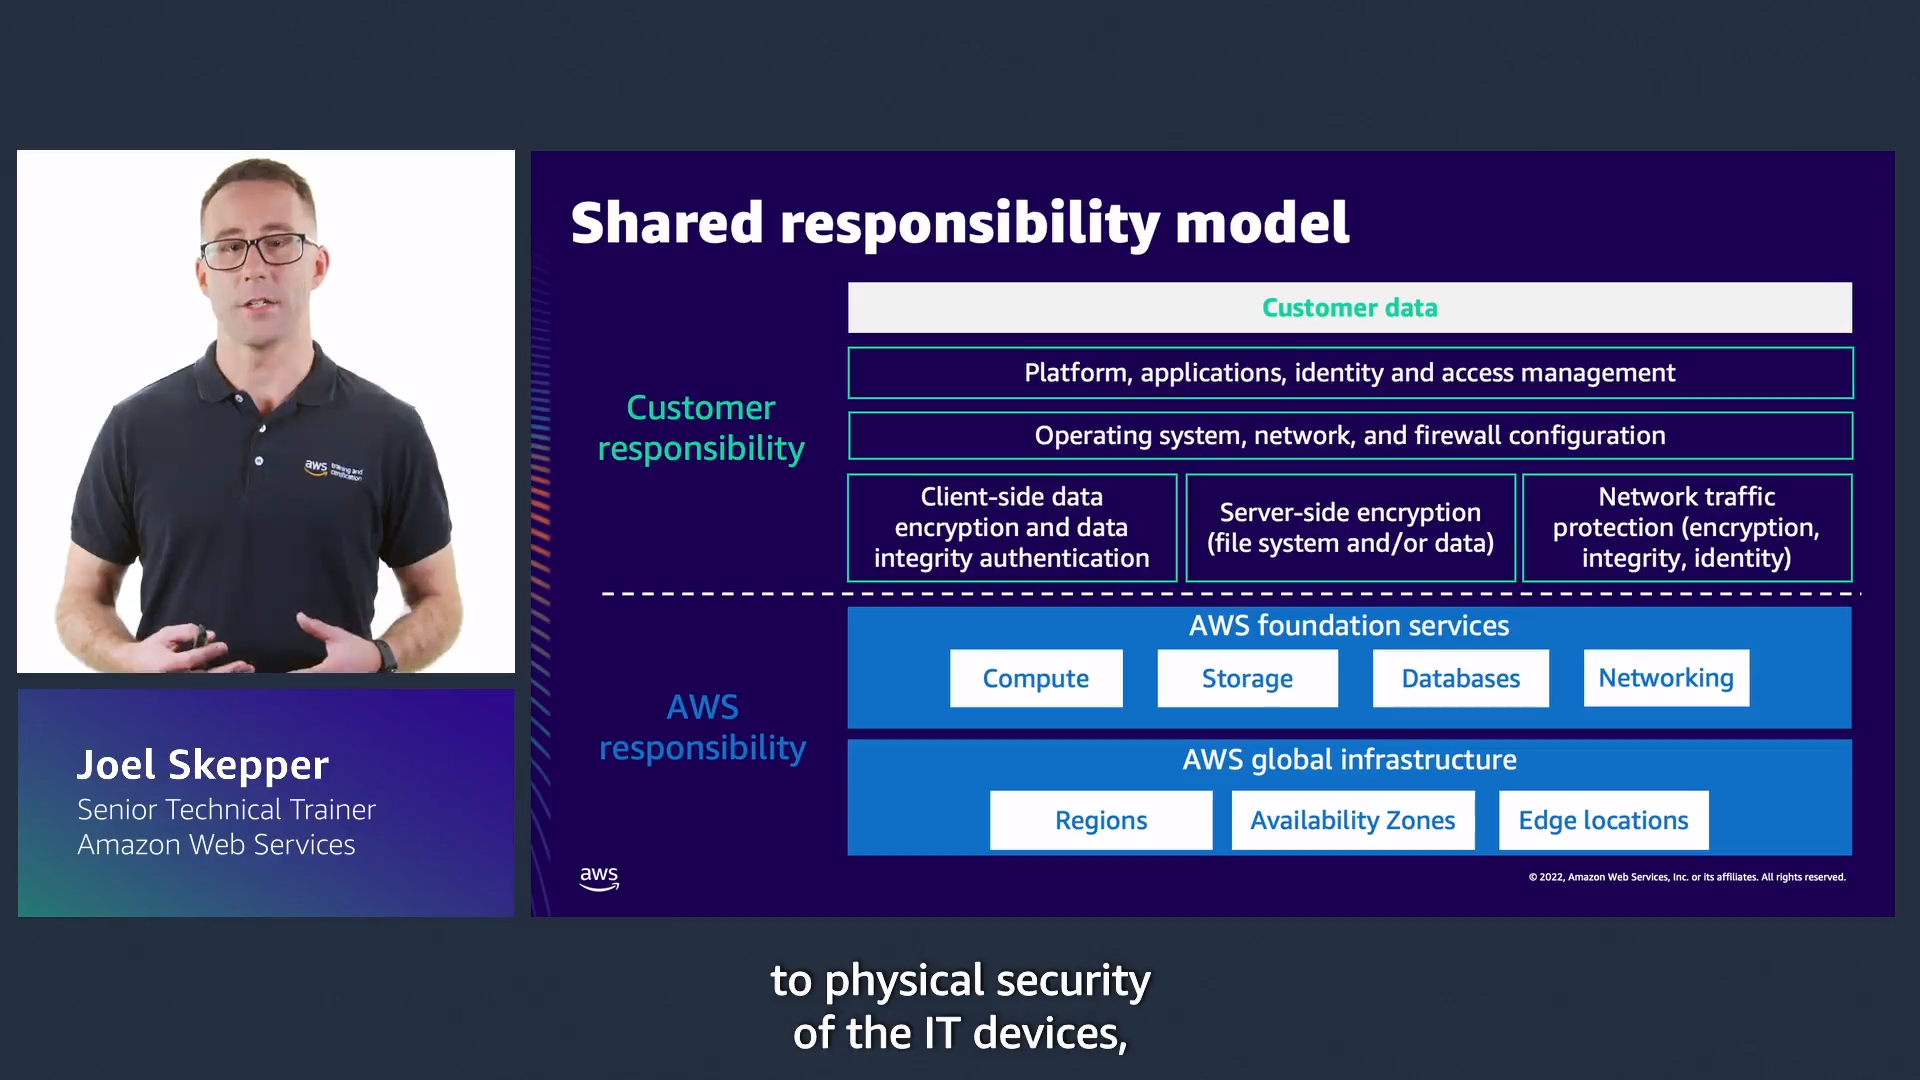 aws training and
certification
Joel Skepper
Senior Technical Trainer
Amazon Web Services
Shared responsibility model
Customer
responsibility
Customer data
Platform, applications, identity and access management
Operating system, network, and firewall configuration
Client-side data
encryption and data
integrity authentication
Server-side encryption
(file system and/or data)
Network traffic
protection (encryption,
integrity, identity)
AWS
responsibility
AWS foundation services
Compute
Storage
Databases
Networking
AWS global infrastructure
Regions
Availability Zones
Edge locations
aws
© 2022, Amazon Web Services, Inc. or its affiliates. All rights reserved.
to physical security
of the IT devices,